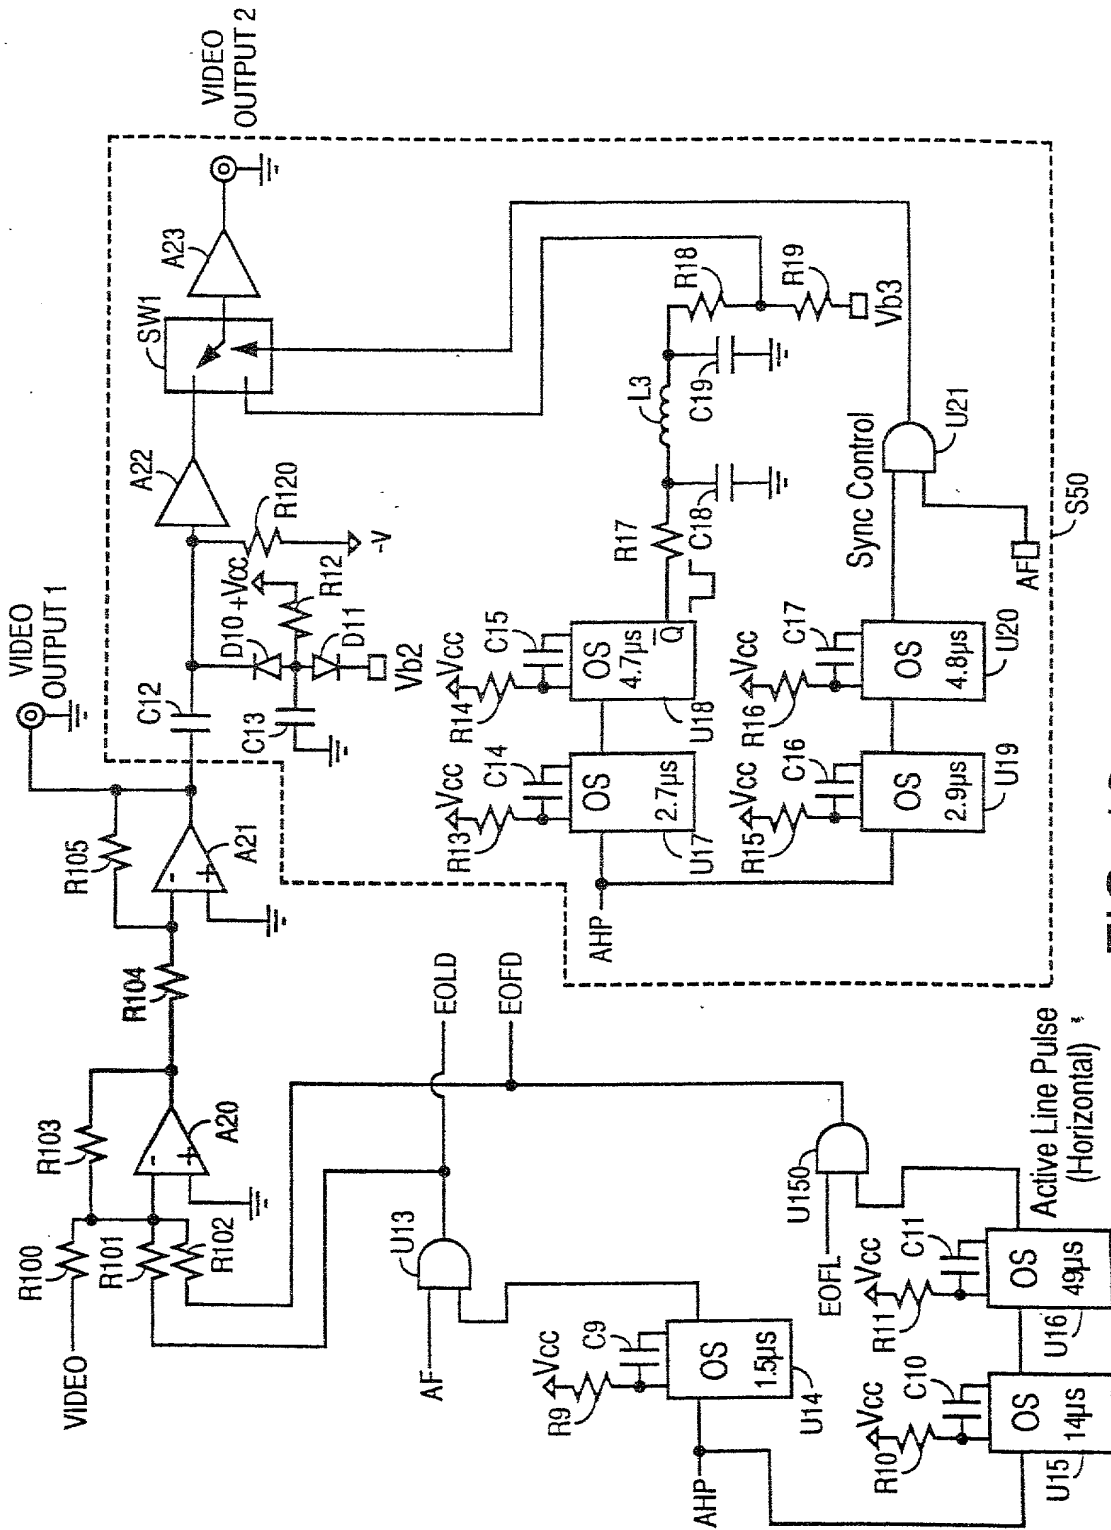 VIDEO
OUTPUT 1
VIDEO
OUTPUT 2
VIDEO
R100
R101
R102
R103
-
+
A20
R104
R105
-
+
A21
C12
D10
+Vcc
R12
C13
D11
Vb2
R120
-V
A22
SW1
A23
EOLD
EOFD
AF
U13
AHP
R9
Vcc
C9
OS
1.5µs
U14
EOFL
U150
R10
Vcc
C10
OS
14µs
U15
R11
Vcc
C11
OS
49µs
U16
Active Line Pulse
(Horizontal)
AHP
R13
Vcc
C14
OS
2.7µs
U17
R14
Vcc
C15
OS
4.7µs
Q
U18
R17
C18
L3
C19
R18
R19
Vb3
R15
Vcc
C16
OS
2.9µs
U19
R16
Vcc
C17
OS
4.8µs
U20
Sync Control
AF
U21
S50